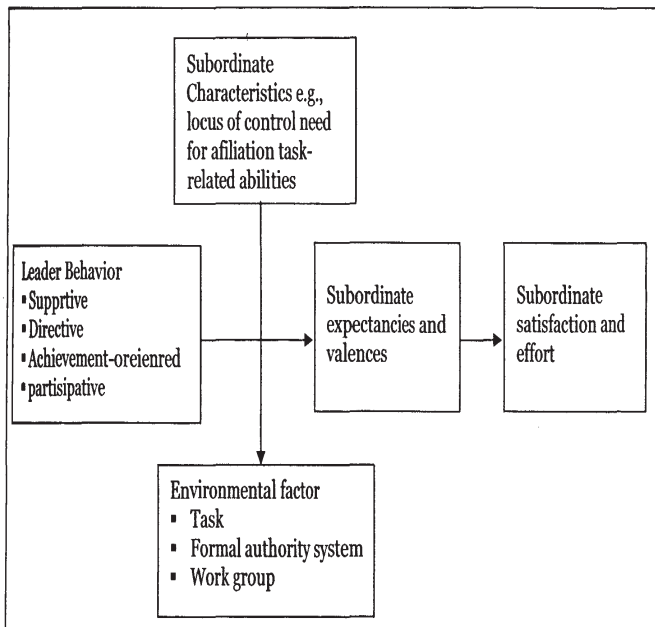 Subordinate
Characteristics e.g.,
locus of control need
for afiliation task-
related abilities
Leader Behavior
▪Supprtive
▪Directive
▪Achievement-oreienred
▪partisipative
Subordinate
expectancies and
valences
Subordinate
satisfaction and
effort
Environmental factor
▪ Task
▪ Formal authority system
▪ Work group